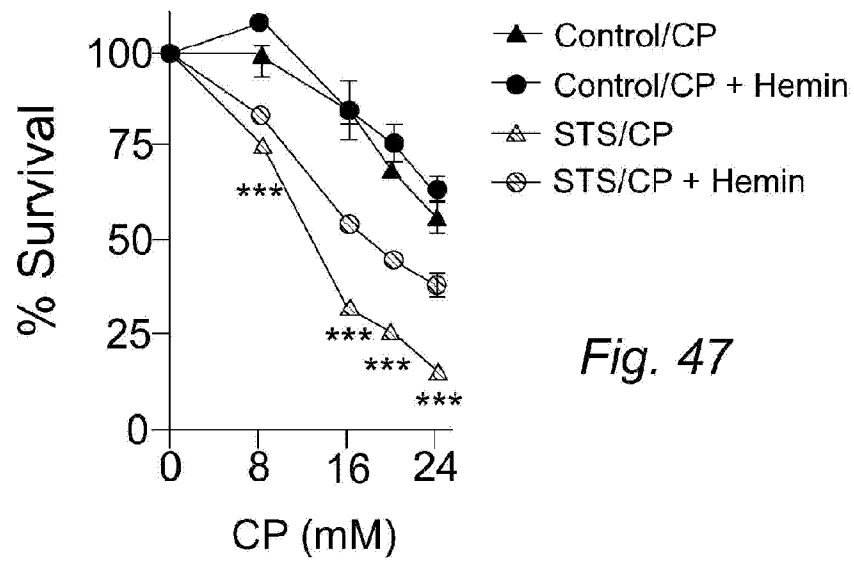 % Survival
100
75
50
25
0
***
***
***
***
0 8 16 24
CP (mM)
Control/CP
Control/CP + Hemin
STS/CP
STS/CP + Hemin
Fig. 47